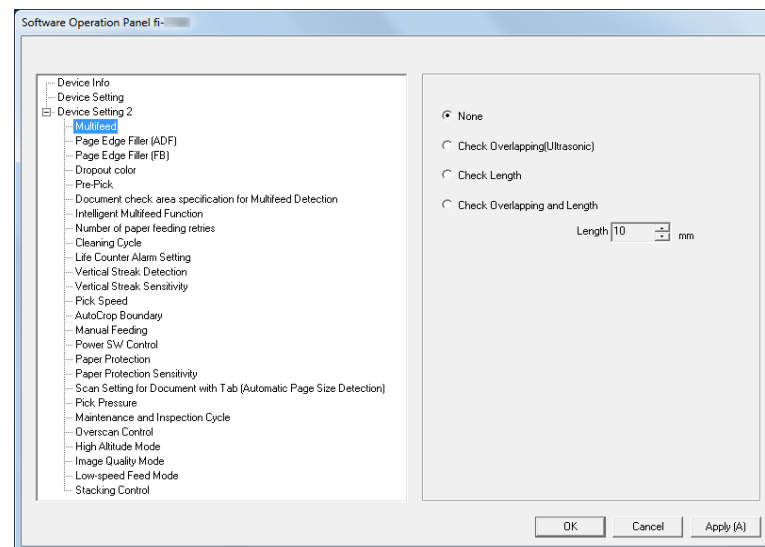 Software Operation Panel fi-
Device Info
Device Setting
Device Setting 2
Multifeed
Page Edge Filler (ADF)
Page Edge Filler (FB)
Dropout color
Pre-Pick
Document check area specification for Multifeed Detection
Intelligent Multifeed Function
Number of paper feeding retries
Cleaning Cycle
Life Counter Alarm Setting
Vertical Streak Detection
Vertical Streak Sensitivity
Pick Speed
AutoCrop Boundary
Manual Feeding
Power SW Control
Paper Protection
Paper Protection Sensitivity
Scan Setting for Document with Tab (Automatic Page Size Detection)
Pick Pressure
Maintenance and Inspection Cycle
Overscan Control
High Altitude Mode
Image Quality Mode
Low-speed Feed Mode
Stacking Control
None
Check Overlapping(Ultrasonic)
Check Length
Check Overlapping and Length
Length 10 mm
OK Cancel Apply (A)